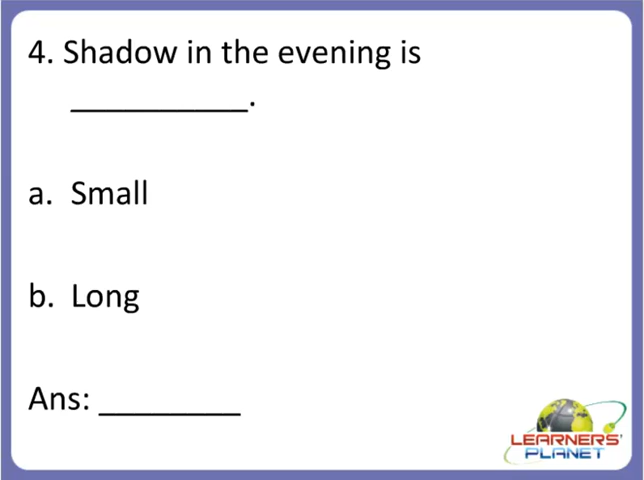 4. Shadow in the evening is
__________.
a. Small
b. Long
Ans: ________
LEARNERS'
PLANET